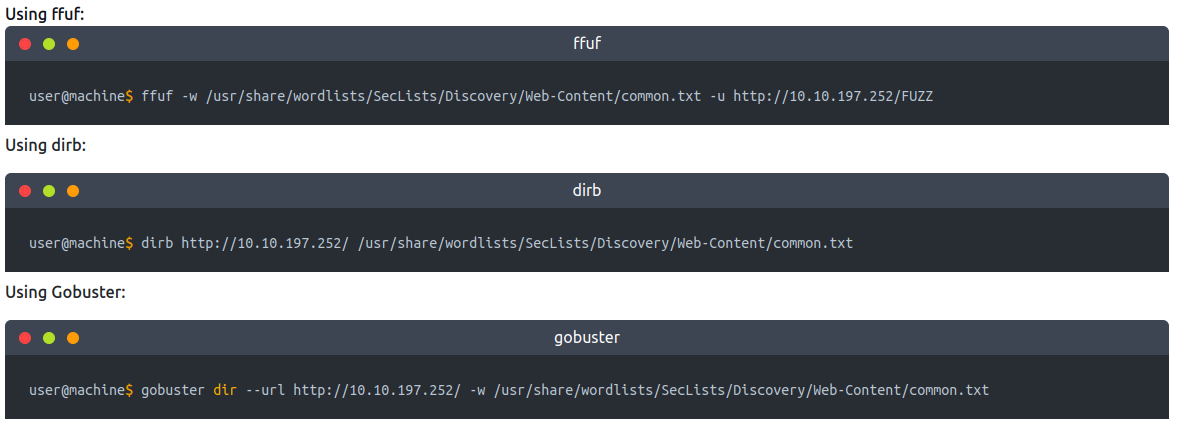 Using ffuf:
ffuf
user@machine$ ffuf -w /usr/share/wordlists/SecLists/Discovery/Web-Content/common.txt -u http://10.10.197.252/FUZZ
Using dirb:
dirb
user@machine$ dirb http://10.10.197.252/ /usr/share/wordlists/SecLists/Discovery/Web-Content/common.txt
Using Gobuster:
gobuster
user@machine$ gobuster dir --url http://10.10.197.252/ -w /usr/share/wordlists/SecLists/Discovery/Web-Content/common.txt